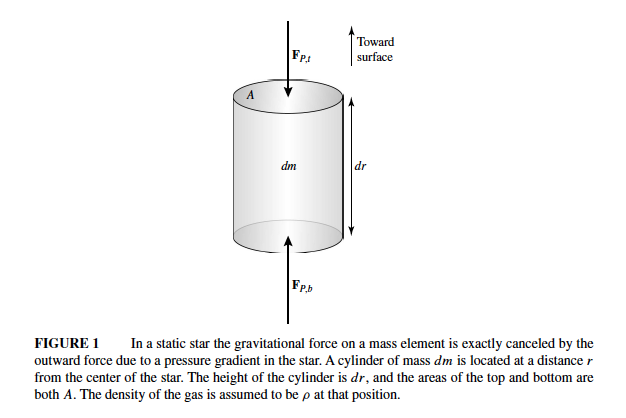 F_P,t
Toward
surface
A
dm
dr
F_P,b
FIGURE 1 In a static star the gravitational force on a mass element is exactly canceled by the
outward force due to a pressure gradient in the star. A cylinder of mass dm is located at a distance r
from the center of the star. The height of the cylinder is dr, and the areas of the top and bottom are
both A. The density of the gas is assumed to be ρ at that position.